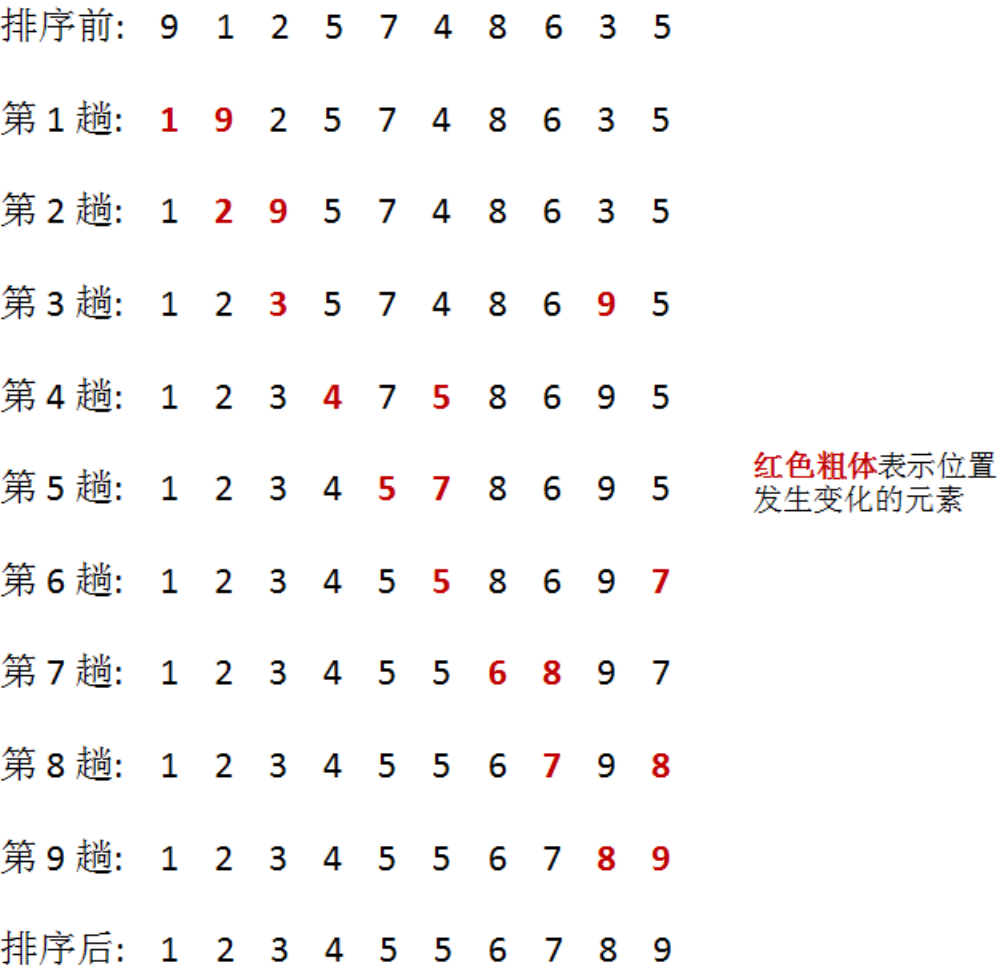 排序前: 9 1 2 5 7 4 8 6 3 5
第 1 趟: 1 9 2 5 7 4 8 6 3 5
第 2 趟: 1 2 9 5 7 4 8 6 3 5
第 3 趟: 1 2 3 5 7 4 8 6 9 5
第 4 趟: 1 2 3 4 7 5 8 6 9 5
第 5 趟: 1 2 3 4 5 7 8 6 9 5
第 6 趟: 1 2 3 4 5 5 8 6 9 7
第 7 趟: 1 2 3 4 5 5 6 8 9 7
第 8 趟: 1 2 3 4 5 5 6 7 9 8
第 9 趟: 1 2 3 4 5 5 6 7 8 9
排序后: 1 2 3 4 5 5 6 7 8 9
红色粗体表示位置
发生变化的元素